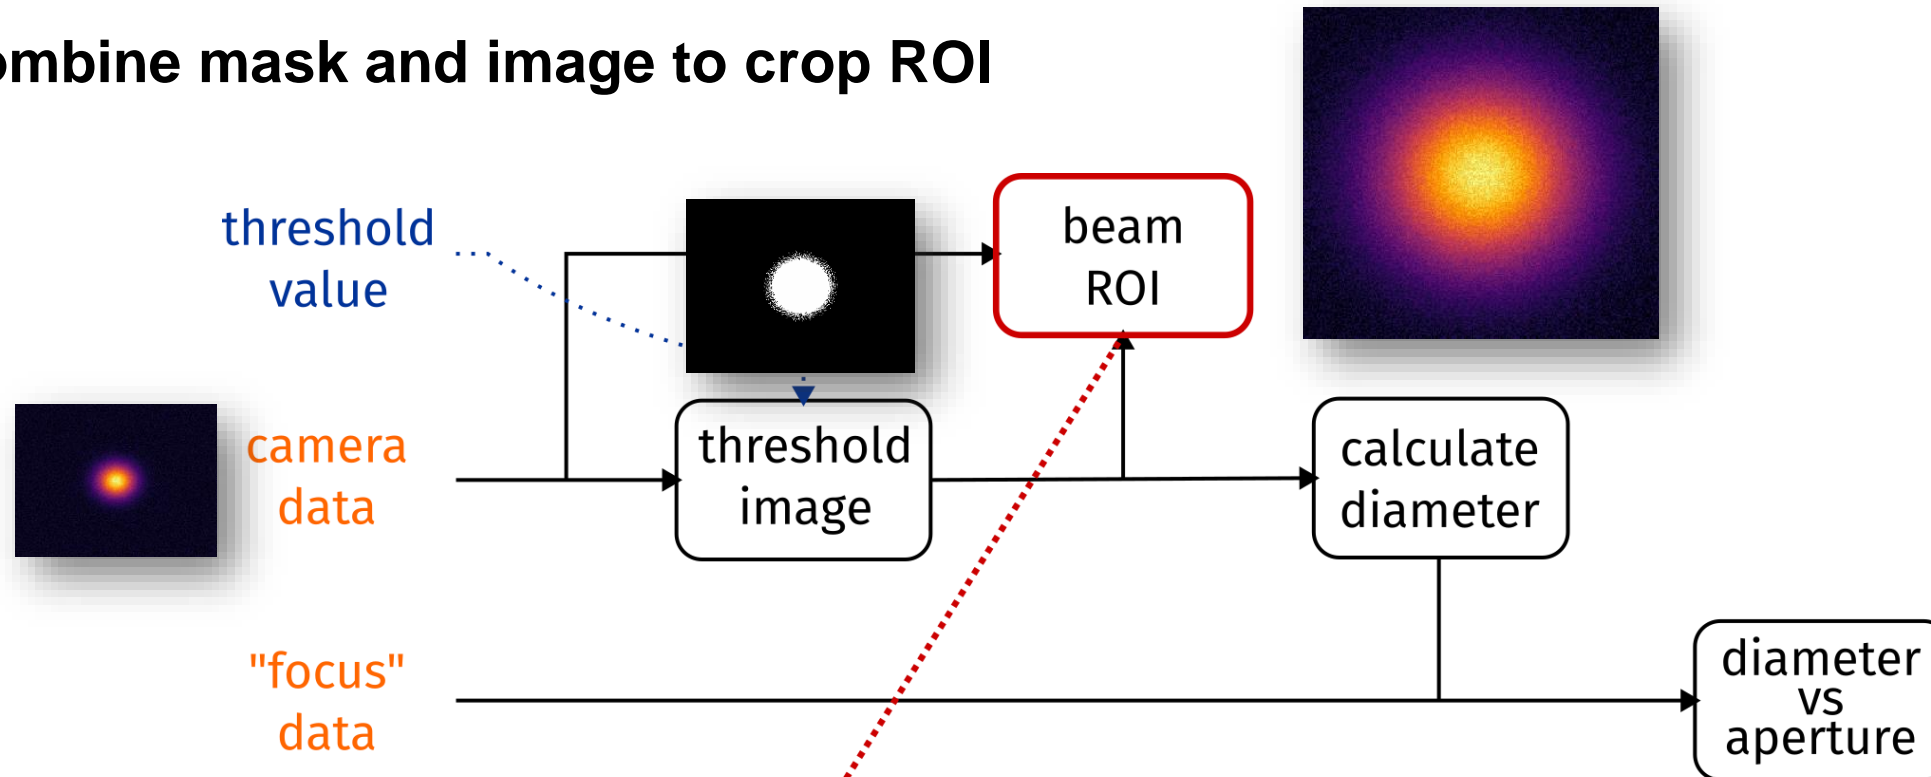 ombine mask and image to crop ROI
threshold
value
beam
ROI
camera
data
threshold
image
calculate
diameter
"focus"
data
diameter
vs
aperture